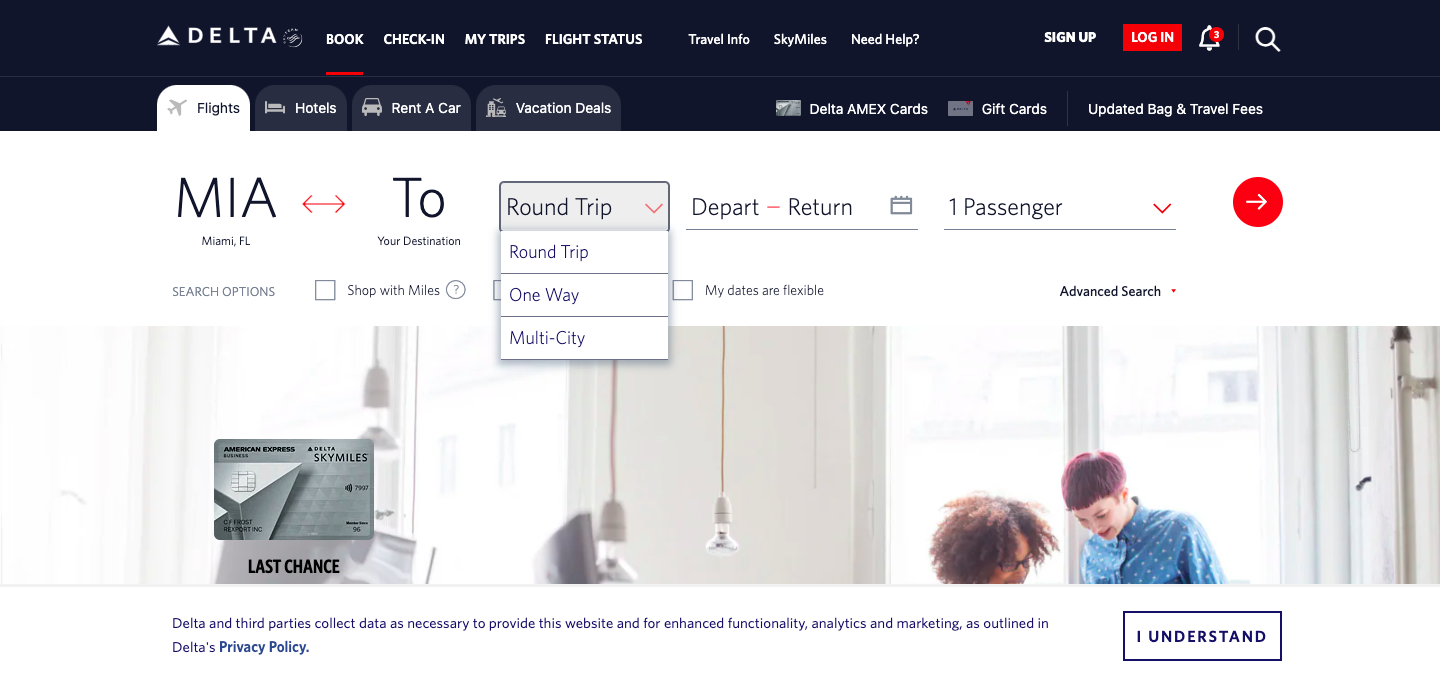 DELTA
BOOK
CHECK-IN
MY TRIPS
FLIGHT STATUS
Travel Info
SkyMiles
Need Help?
SIGN UP
LOG IN
3
Flights
Hotels
Rent A Car
Vacation Deals
Delta AMEX Cards
Gift Cards
Updated Bag & Travel Fees
MIA
Miami, FL
To
Your Destination
Round Trip
Depart – Return
1 Passenger
Round Trip
One Way
Multi-City
SEARCH OPTIONS
Shop with Miles
?
My dates are flexible
Advanced Search
AMERICAN EXPRESS
BUSINESS
DELTA
SKYMILES
7997
C F FROST
REXPORT INC
Member Since
96
LAST CHANCE
Delta and third parties collect data as necessary to provide this website and for enhanced functionality, analytics and marketing, as outlined in
Delta's Privacy Policy.
I UNDERSTAND